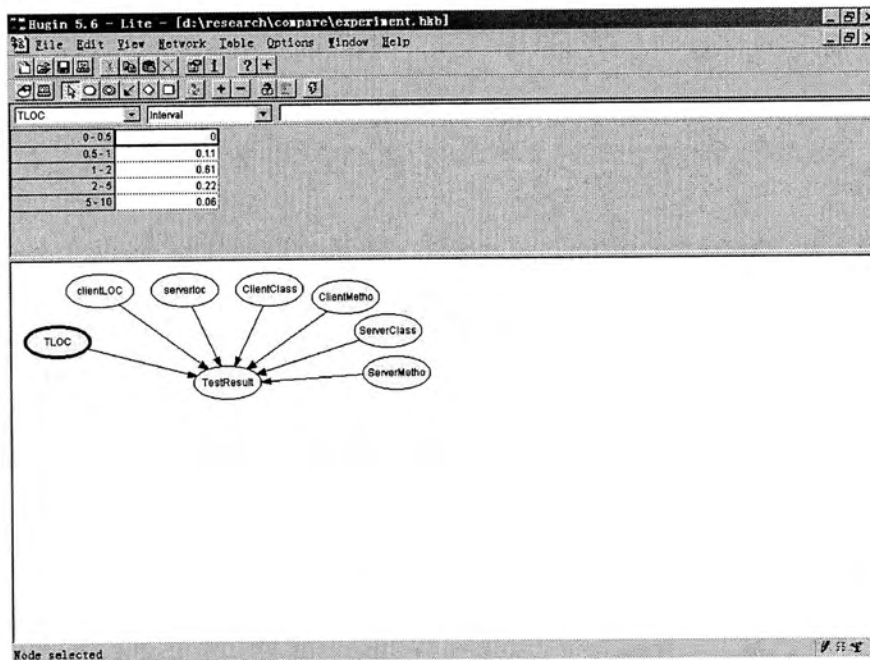 Hugin 5.6 - Lite - [d:\research\compare\experiment.hkb]
File Edit View Network Table Options Window Help
TLOC Interval
0 - 0.5 0
0.5 - 1 0.11
1 - 2 0.61
2 - 5 0.22
5 - 10 0.06
clientLOC serverloc ClientClass ClientMetho
TLOC ServerClass
TestResult ServerMetho
Node selected